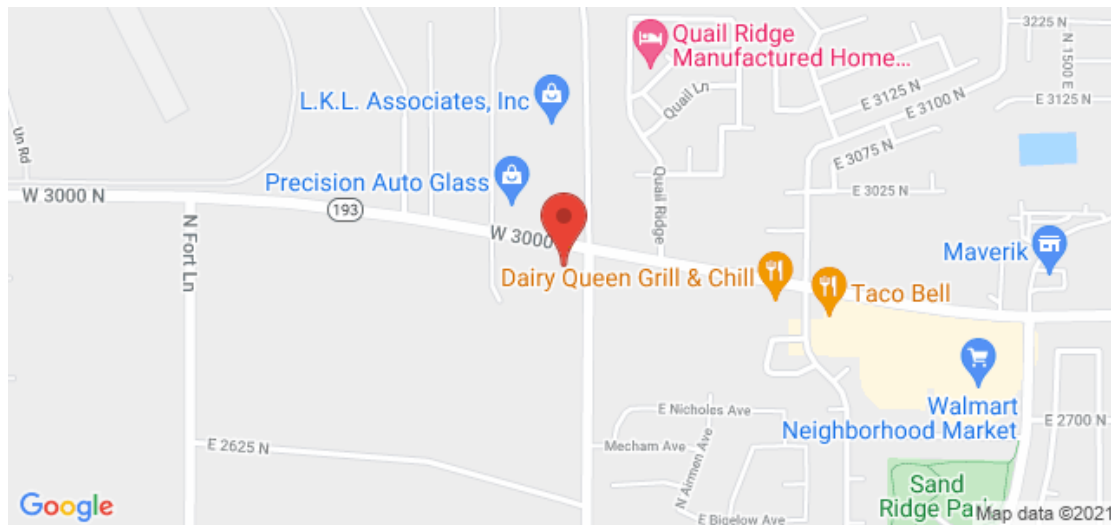 3225 N
N 1500 E
Quail Ridge
Manufactured Home...
L.K.L. Associates, Inc
Quail Ln
E 3125 N
E 3100 N
E 3125 N
Un Rd
E 3075 N
Precision Auto Glass
W 3000 N
193
Quail Ridge
E 3025 N
N Fort Ln
W 3000
Maverik
Dairy Queen Grill & Chill
Taco Bell
Walmart
Neighborhood Market
E Nicholes Ave
E 2700 N
Mecham Ave
N Airmen Ave
E 2625 N
Sand
Ridge Pa
E Bigelow Ave
Google
Map data ©2021